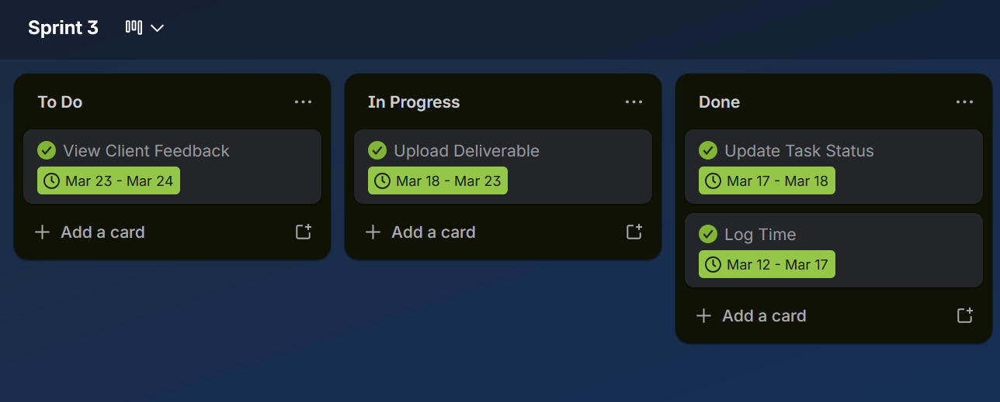 Sprint 3
To Do
View Client Feedback
Mar 23 - Mar 24
Add a card
In Progress
Upload Deliverable
Mar 18 - Mar 23
Add a card
Done
Update Task Status
Mar 17 - Mar 18
Log Time
Mar 12 - Mar 17
Add a card